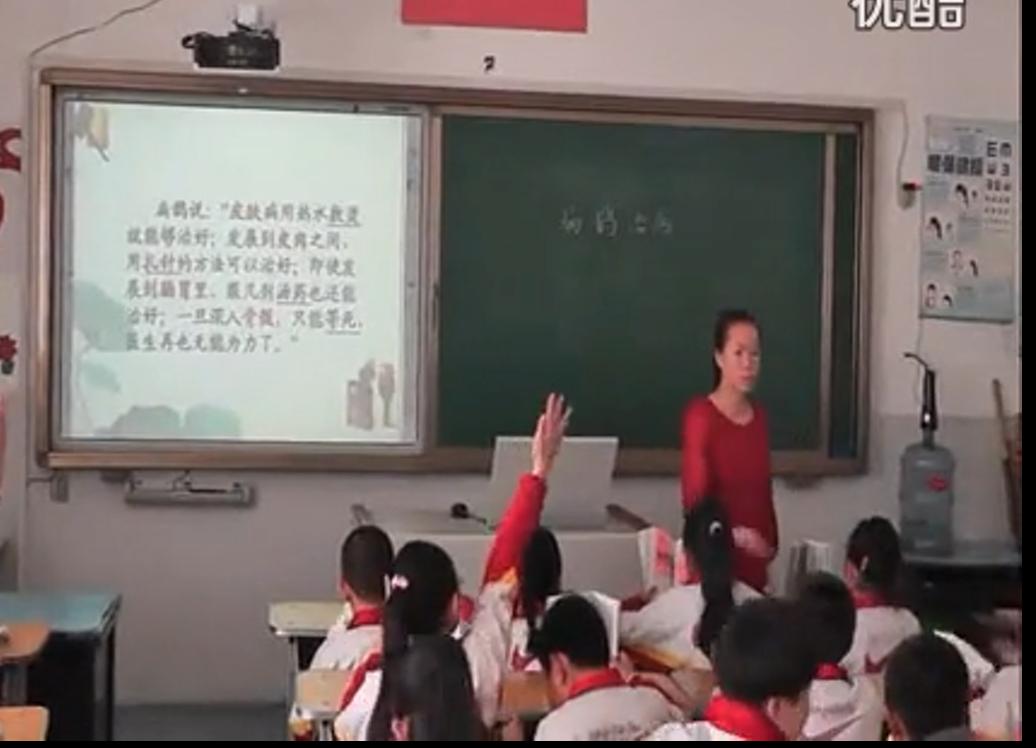 优酷
扁鹊说：“皮肤病用热水敷烫
就能够治好；发展到皮肉之间，
用扎针的方法可以治好；即使发
展到肠胃里，服几剂汤药也还能
治好；一旦深入骨髓，只能等死，
医生再也无能为力了。”